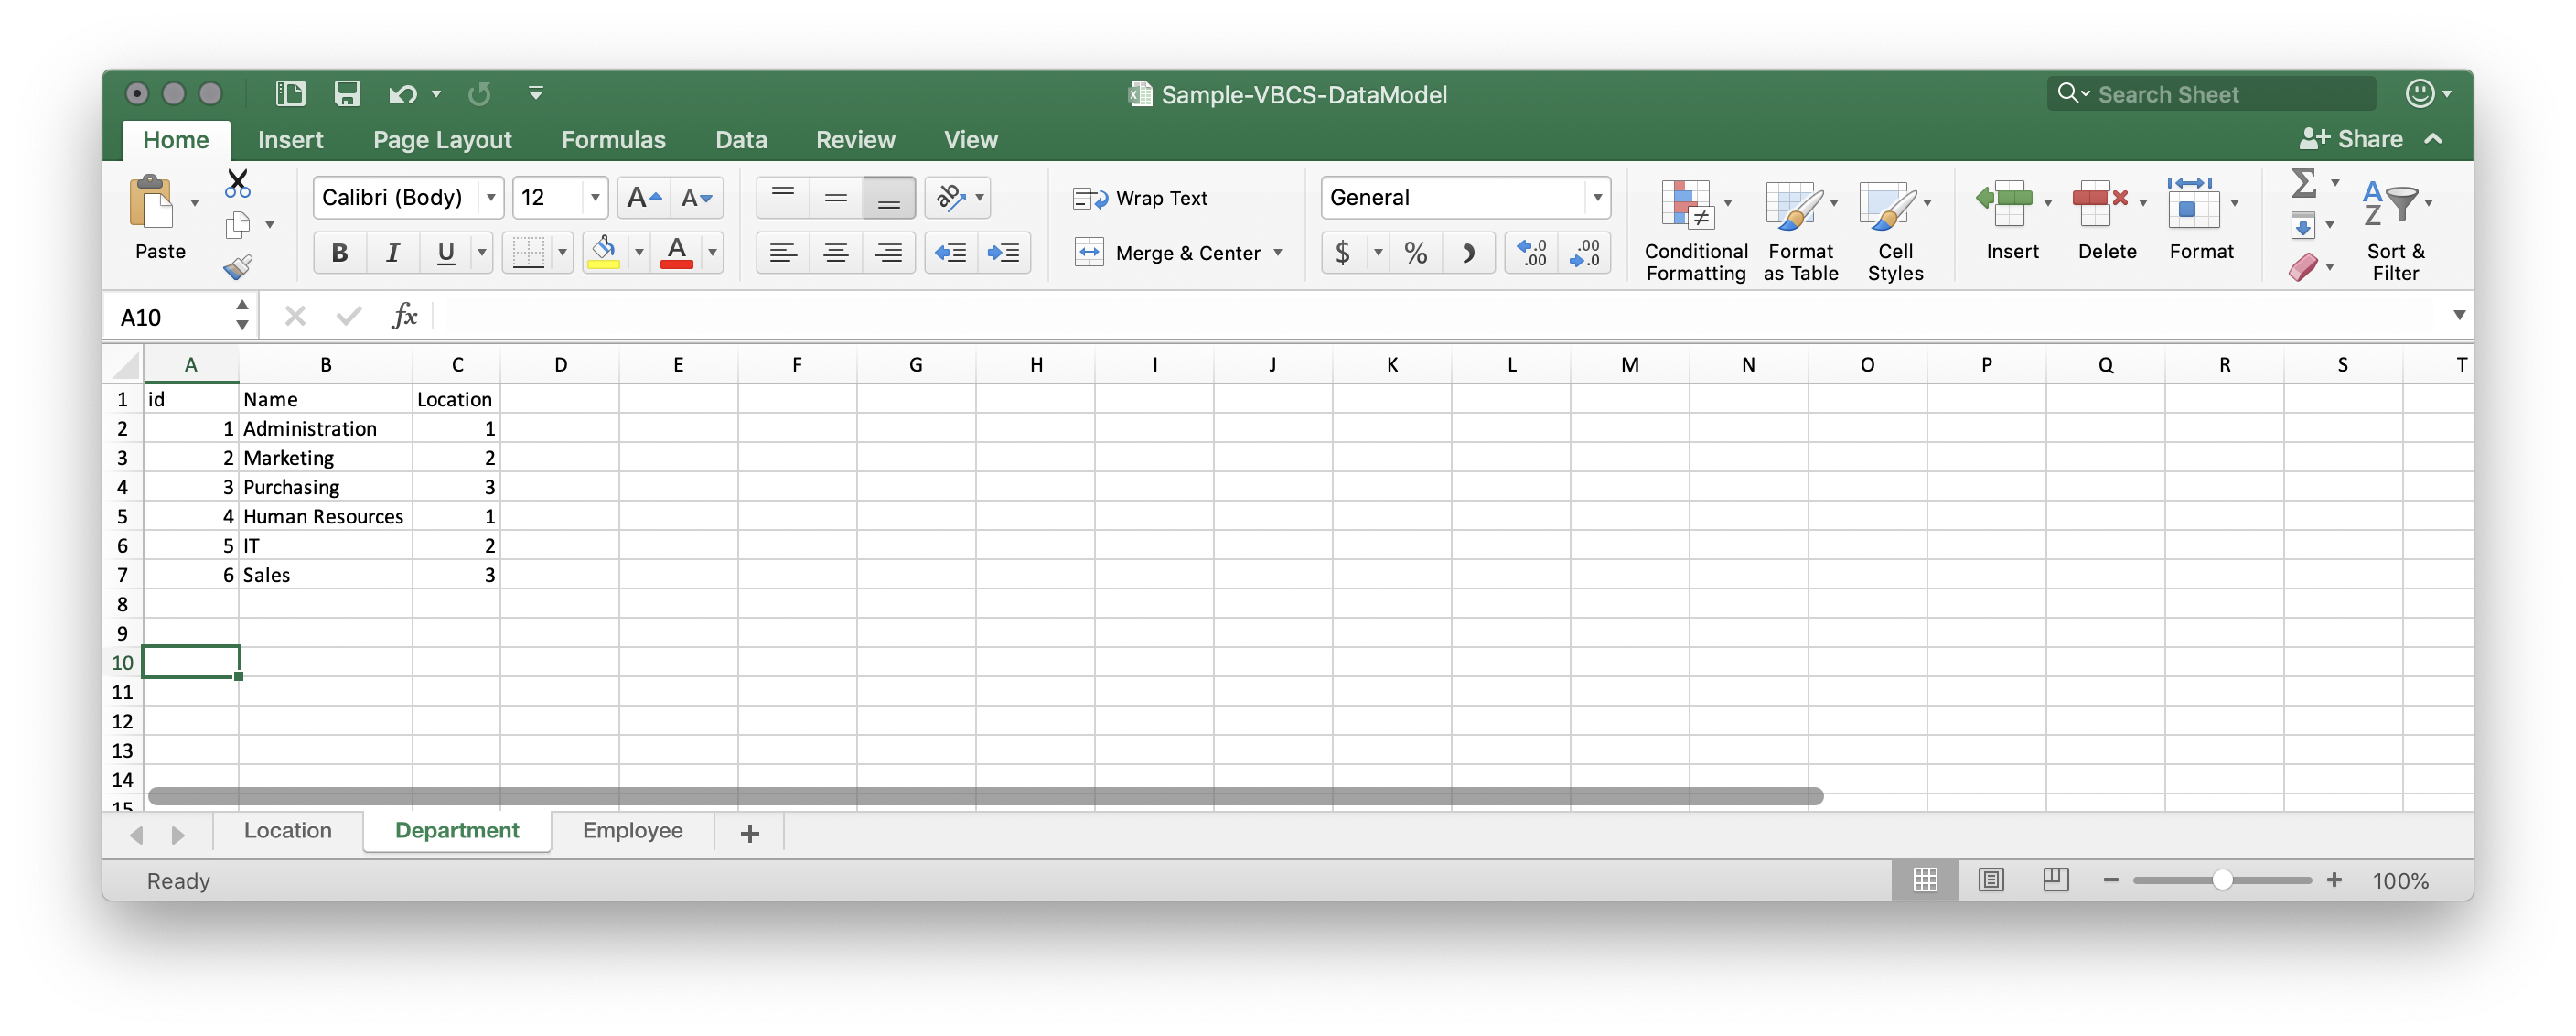 Sample-VBCS-DataModel
Search Sheet
Home Insert Page Layout Formulas Data Review View Share
Calibri (Body) 12 A A Wrap Text General
Paste B I U A Merge & Center $ % Conditional Formatting Format as Table Cell Styles Insert Delete Format Sort & Filter
A10 fx
A B C D E F G H I J K L M N O P Q R S T
1 id Name Location
2 1 Administration 1
3 2 Marketing 2
4 3 Purchasing 3
5 4 Human Resources 1
6 5 IT 2
7 6 Sales 3
8
9
10
11
12
13
14
15
Location Department Employee +
Ready 100%